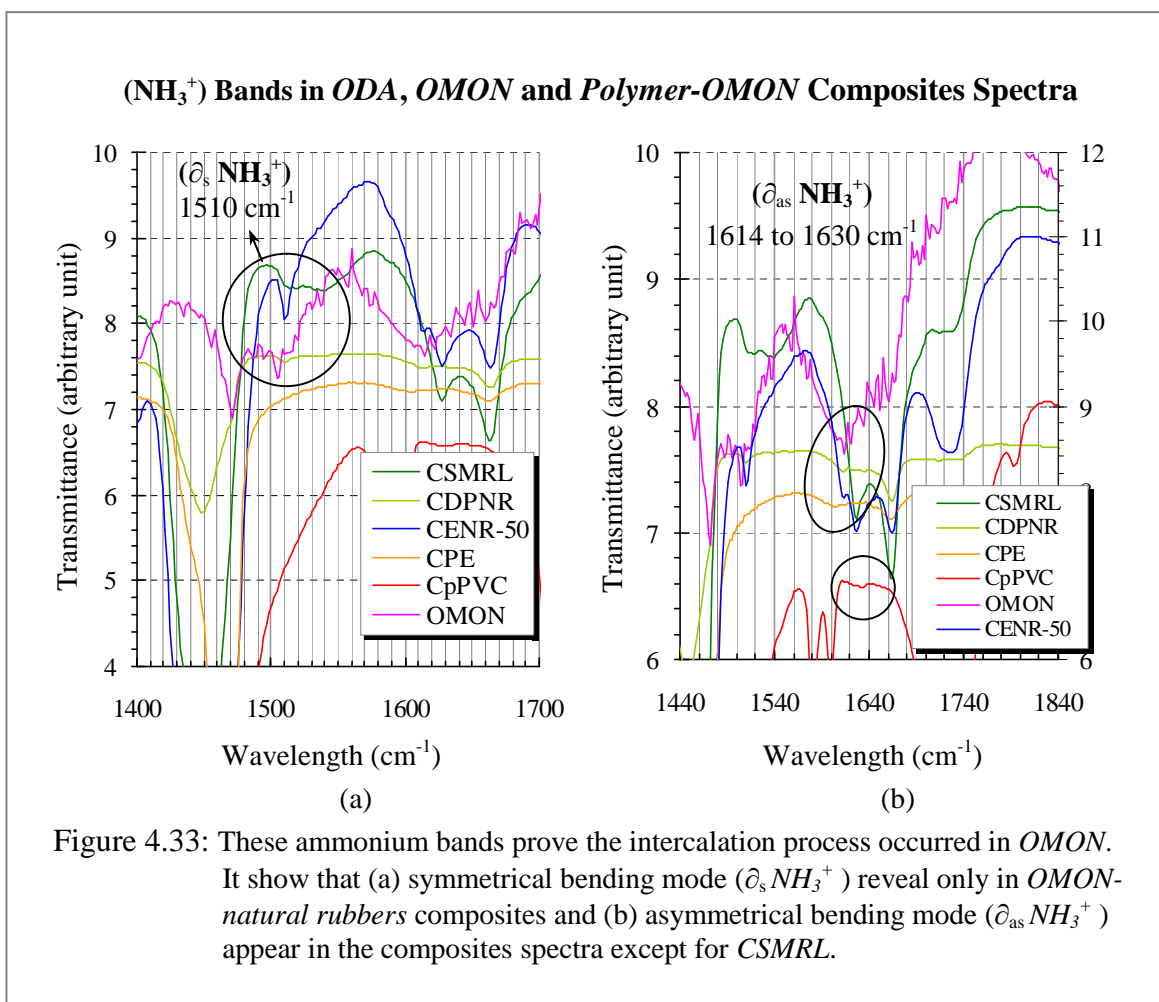 (NH₃⁺) Bands in ODA, OMON and Polymer-OMON Composites Spectra
(∂s NH₃⁺)
1510 cm-1
10
9
8
7
6
5
4
1400
1500
1600
1700
Transmittance (arbitrary unit)
Wavelength (cm-1)
CSMRL
CDPNR
CENR-50
CPE
CpPVC
OMON
(a)
(∂as NH₃⁺)
1614 to 1630 cm-1
10
9
8
7
6
12
11
10
9
8
6
1440
1540
1640
1740
1840
Transmittance (arbitrary unit)
Wavelength (cm-1)
CSMRL
CDPNR
CPE
CpPVC
OMON
CENR-50
(b)
Figure 4.33: These ammonium bands prove the intercalation process occurred in OMON.
It show that (a) symmetrical bending mode (∂s NH₃⁺ ) reveal only in OMON-
natural rubbers composites and (b) asymmetrical bending mode (∂as NH₃⁺ )
appear in the composites spectra except for CSMRL.